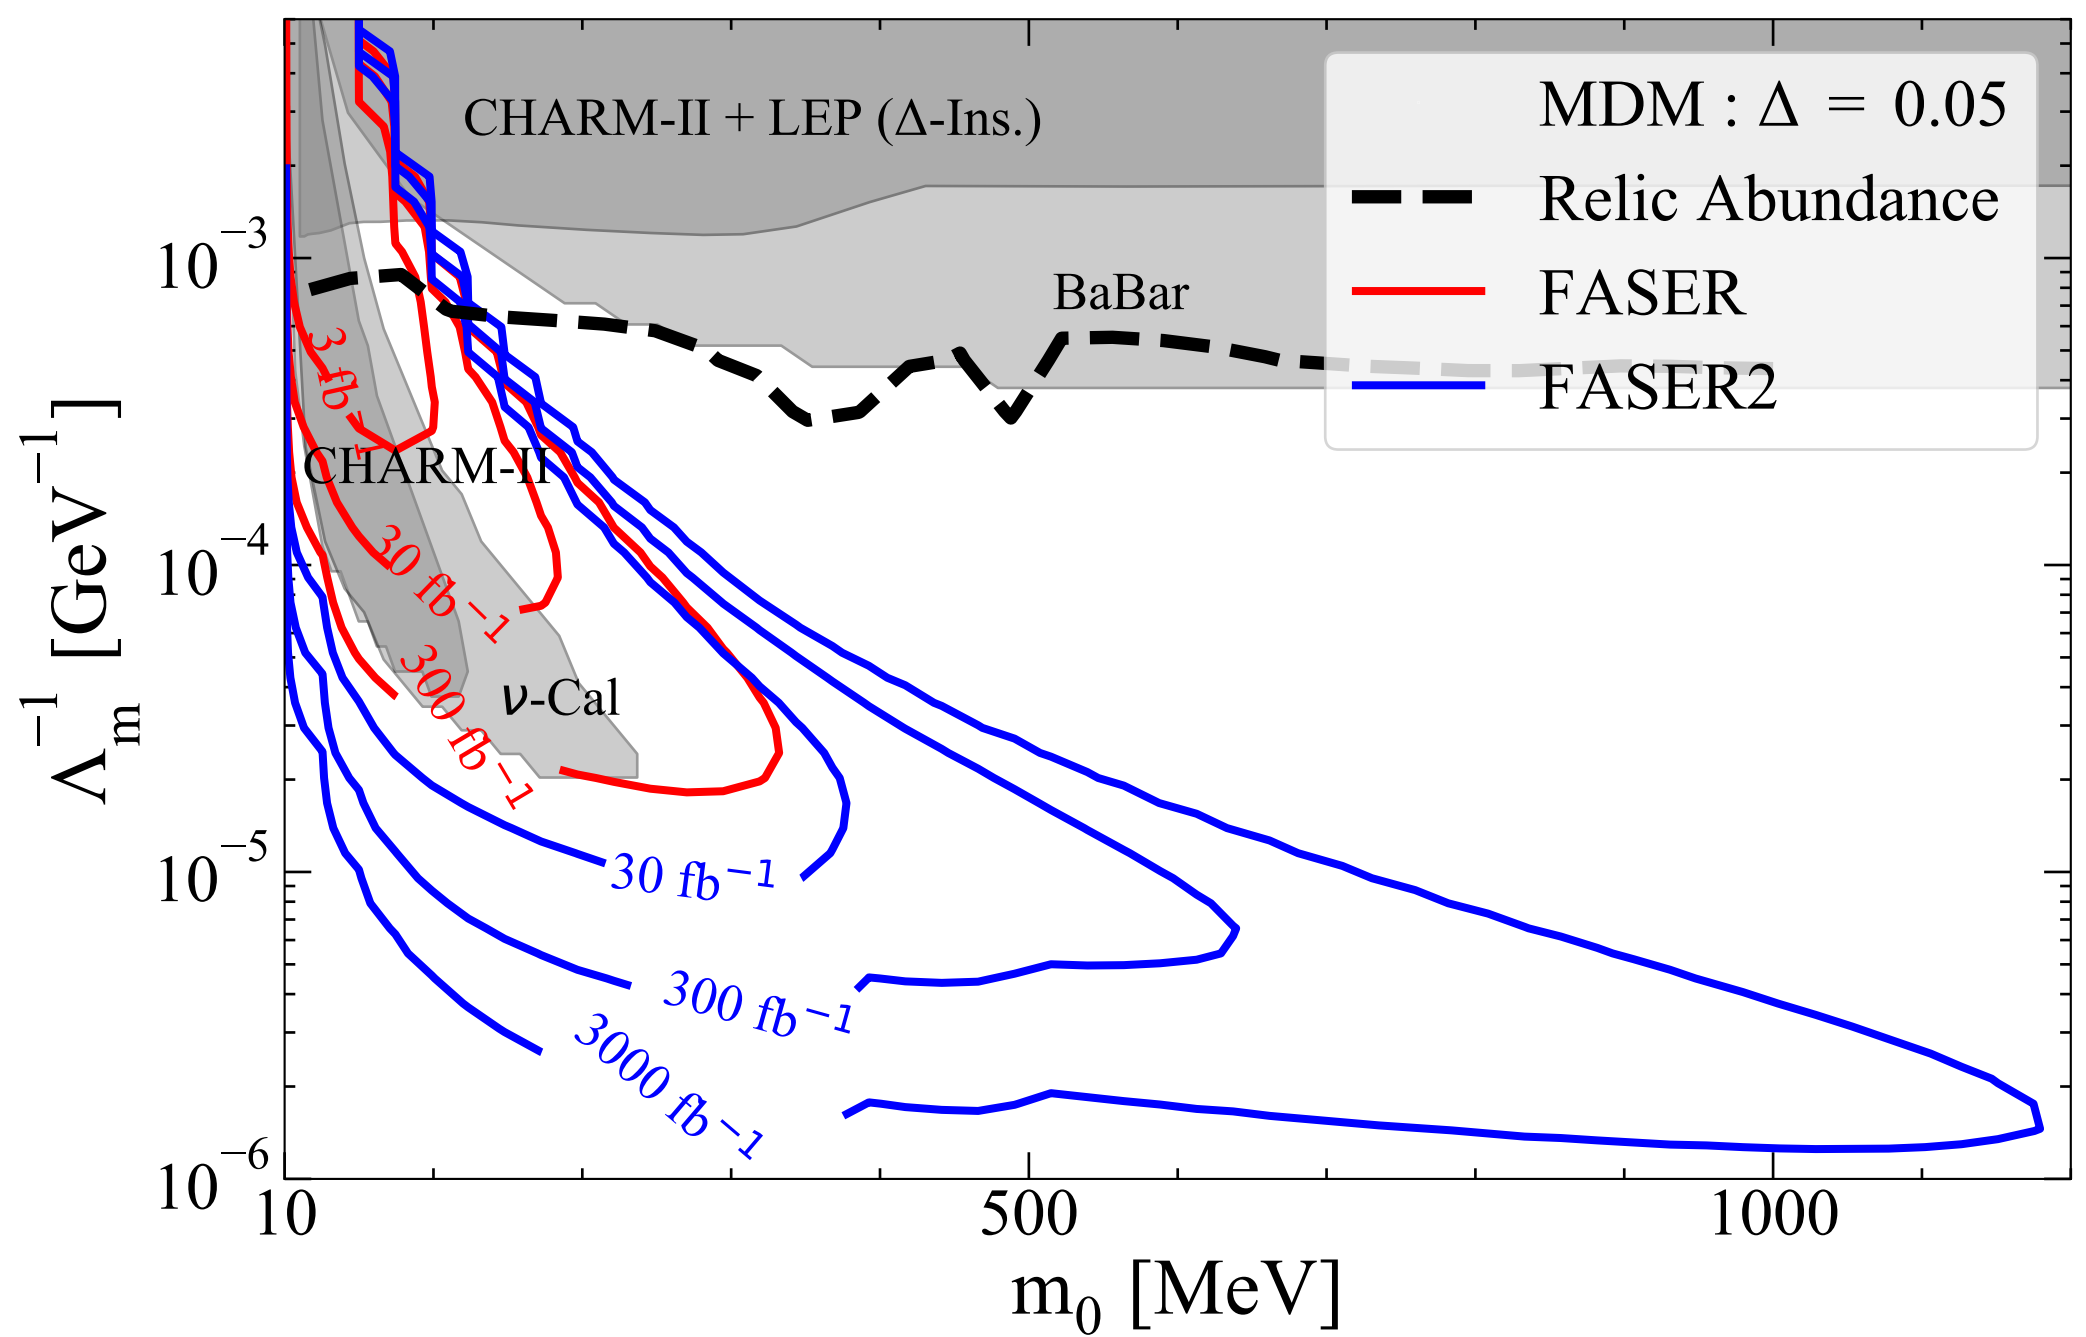 CHARM-II + LEP (Δ-Ins.)
MDM : Δ = 0.05
Relic Abundance
FASER
FASER2
BaBar
3 fb⁻¹
CHARM-II
30 fb⁻¹
300 fb⁻¹
ν-Cal
30 fb⁻¹
300 fb⁻¹
3000 fb⁻¹
10⁻³
10⁻⁴
10⁻⁵
10⁻⁶
Λₘ⁻¹ [GeV⁻¹]
10 500 1000
m₀ [MeV]